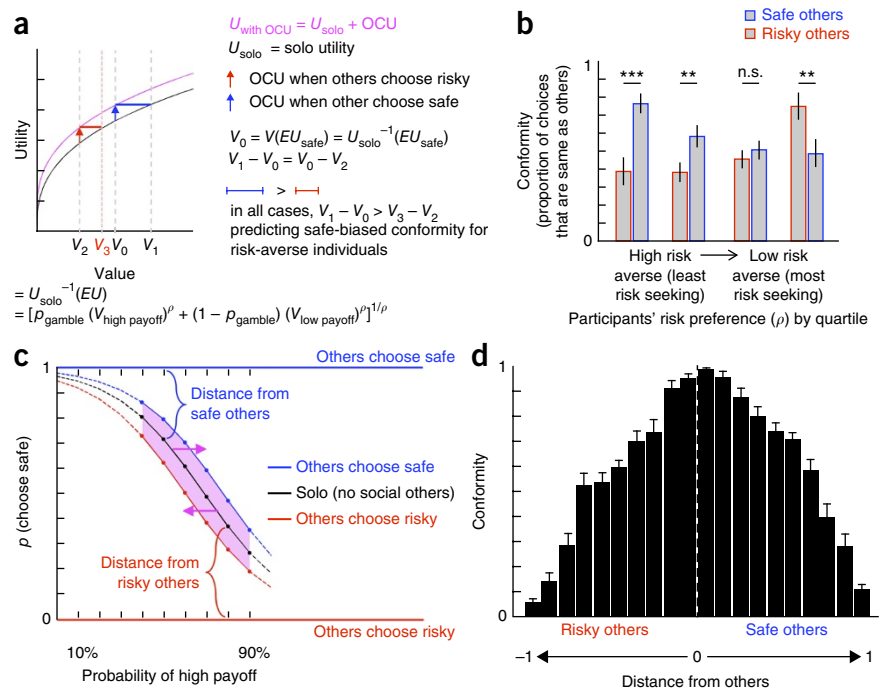 a
U_with OCU = U_solo + OCU
U_solo = solo utility
OCU when others choose risky
OCU when other choose safe
V_0 = V(EU_safe) = U_solo^−1(EU_safe)
V_1 − V_0 = V_0 − V_2
>
in all cases, V_1 − V_0 > V_3 − V_2
predicting safe-biased conformity for
risk-averse individuals
Utility
V_2 V_3 V_0 V_1
Value
= U_solo^−1(EU)
= [p_gamble (V_high payoff)^ρ + (1 − p_gamble) (V_low payoff)^ρ]^1/ρ
b
Safe others
Risky others
Conformity
(proportion of choices
that are same as others)
1
0
*** ** n.s. **
High risk
averse (least
risk seeking)
Low risk
averse (most
risk seeking)
Participants' risk preference (ρ) by quartile
c
Others choose safe
1
Distance from
safe others
Others choose safe
Solo (no social others)
Others choose risky
p (choose safe)
Distance from
risky others
0
Others choose risky
10% 90%
Probability of high payoff
d
1
Conformity
0
Risky others Safe others
−1 0 1
Distance from others